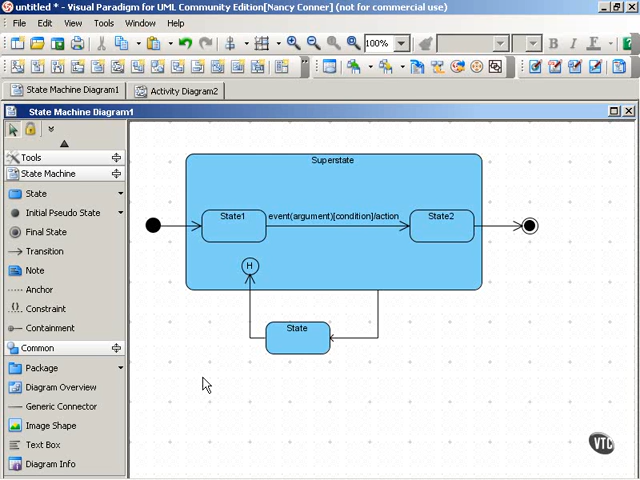 untitled * - Visual Paradigm for UML Community Edition[Nancy Conner] (not for commercial use)
File Edit View Tools Window Help
100%
B I F
State Machine Diagram1 Activity Diagram2
State Machine Diagram1
Tools
State Machine
State
Initial Pseudo State
Final State
Transition
Note
Anchor
Constraint
Containment
Common
Package
Diagram Overview
Generic Connector
Image Shape
Text Box
Diagram Info
Superstate
State1
event(argument)[condition]/action
State2
H
State
VTC